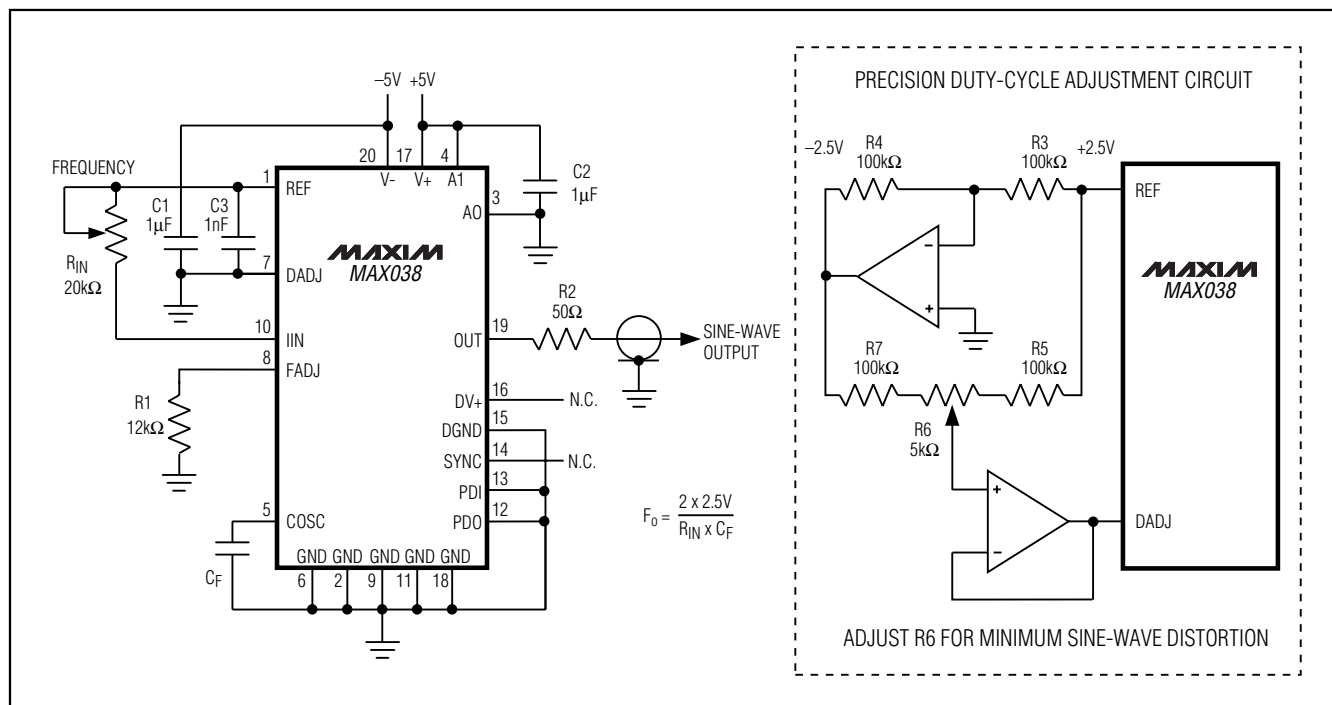 –5V +5V
20 17 4
V- V+ A1
FREQUENCY
1
REF
C1
1μF
C3
1nF
C2
1μF
3
AO
MAXIM
MAX038
7
DADJ
RIN
20kΩ
10
IIN
8
FADJ
R1
12kΩ
OUT
19
R2
50Ω
SINE-WAVE
OUTPUT
16
DV+
N.C.
15
DGND
14
SYNC
N.C.
13
PDI
12
PDO
5
COSC
CF
GND GND GND GND GND
6 2 9 11 18
Fo = 2 x 2.5V
RIN x CF
PRECISION DUTY-CYCLE ADJUSTMENT CIRCUIT
–2.5V
R4
100kΩ
R3
100kΩ
+2.5V
REF
MAXIM
MAX038
–
+
R7
100kΩ
R5
100kΩ
R6
5kΩ
+
–
DADJ
ADJUST R6 FOR MINIMUM SINE-WAVE DISTORTION